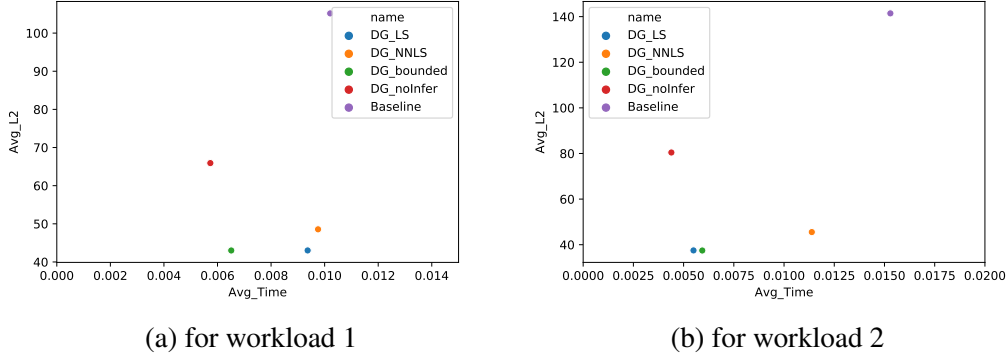 name
DG_LS
DG_NNLS
DG_bounded
DG_noInfer
Baseline
Avg_L2
100
90
80
70
60
50
40
0.000 0.002 0.004 0.006 0.008 0.010 0.012 0.014
Avg_Time
(a) for workload 1
name
DG_LS
DG_NNLS
DG_bounded
DG_noInfer
Baseline
Avg_L2
140
120
100
80
60
40
0.0000 0.0025 0.0050 0.0075 0.0100 0.0125 0.0150 0.0175 0.0200
Avg_Time
(b) for workload 2